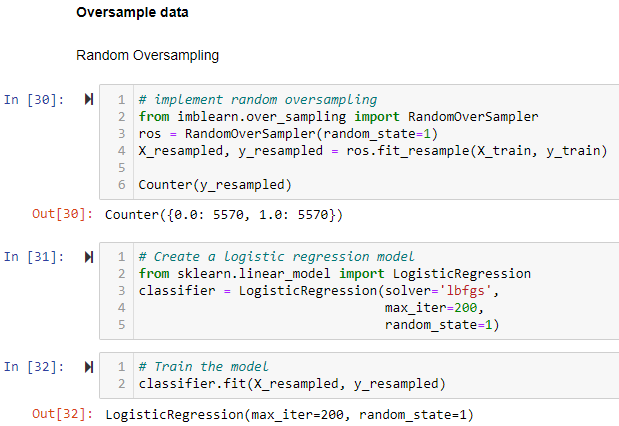 Oversample data
Random Oversampling
In [30]:
1 # implement random oversampling
2 from imblearn.over_sampling import RandomOverSampler
3 ros = RandomOverSampler(random_state=1)
4 X_resampled, y_resampled = ros.fit_resample(X_train, y_train)
5
6 Counter(y_resampled)
Out[30]: Counter({0.0: 5570, 1.0: 5570})
In [31]:
1 # Create a logistic regression model
2 from sklearn.linear_model import LogisticRegression
3 classifier = LogisticRegression(solver='lbfgs',
4 max_iter=200,
5 random_state=1)
In [32]:
1 # Train the model
2 classifier.fit(X_resampled, y_resampled)
Out[32]: LogisticRegression(max_iter=200, random_state=1)